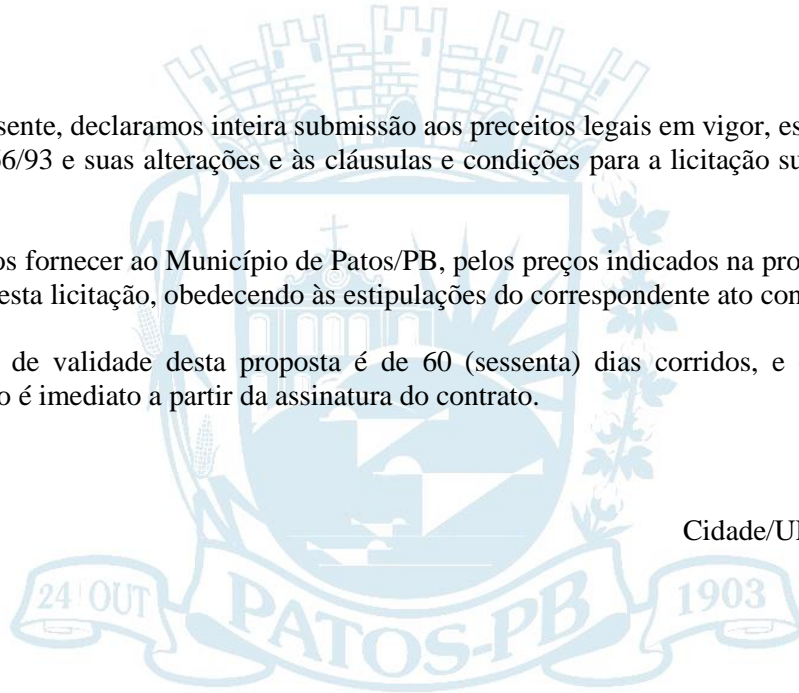 sente, declaramos inteira submissão aos preceitos legais em vigor, es
66/93 e suas alterações e às cláusulas e condições para a licitação su
os fornecer ao Município de Patos/PB, pelos preços indicados na pro
esta licitação, obedecendo às estipulações do correspondente ato con
de validade desta proposta é de 60 (sessenta) dias corridos, e
o é imediato a partir da assinatura do contrato.
Cidade/U
24 OUT
PATOS-PB
1903